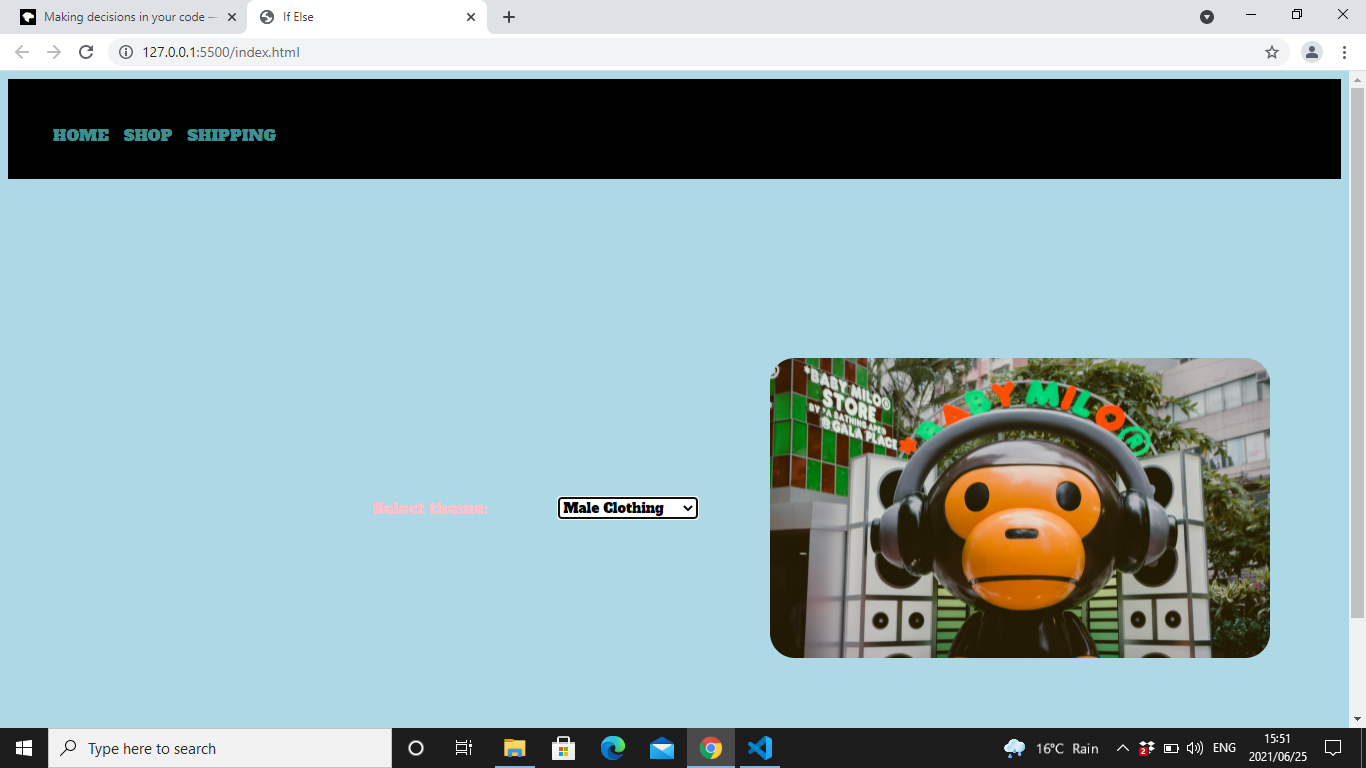 Making decisions in your code —
If Else
127.0.0.1:5500/index.html
HOME SHOP SHIPPING
*BABY MILO®
STORE
BY *A BATHING APE®
@GALA PLACE*
*BABY MILO®
Select theme:
Male Clothing
Type here to search
16°C Rain
2
ENG
15:51
2021/06/25